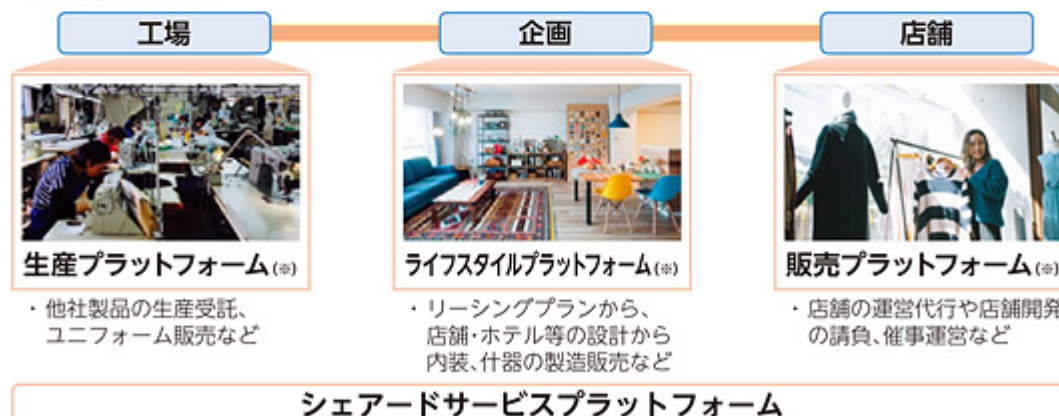 工場
企画
店舗
生産プラットフォーム(※)
ライフスタイルプラットフォーム(※)
販売プラットフォーム(※)
・他社製品の生産受託、
ユニフォーム販売など
・リーシングプランから、
店舗・ホテル等の設計から
内装、什器の製造販売など
・店舗の運営代行や店舗開発
の請負、催事運営など
シェアードサービスプラットフォーム